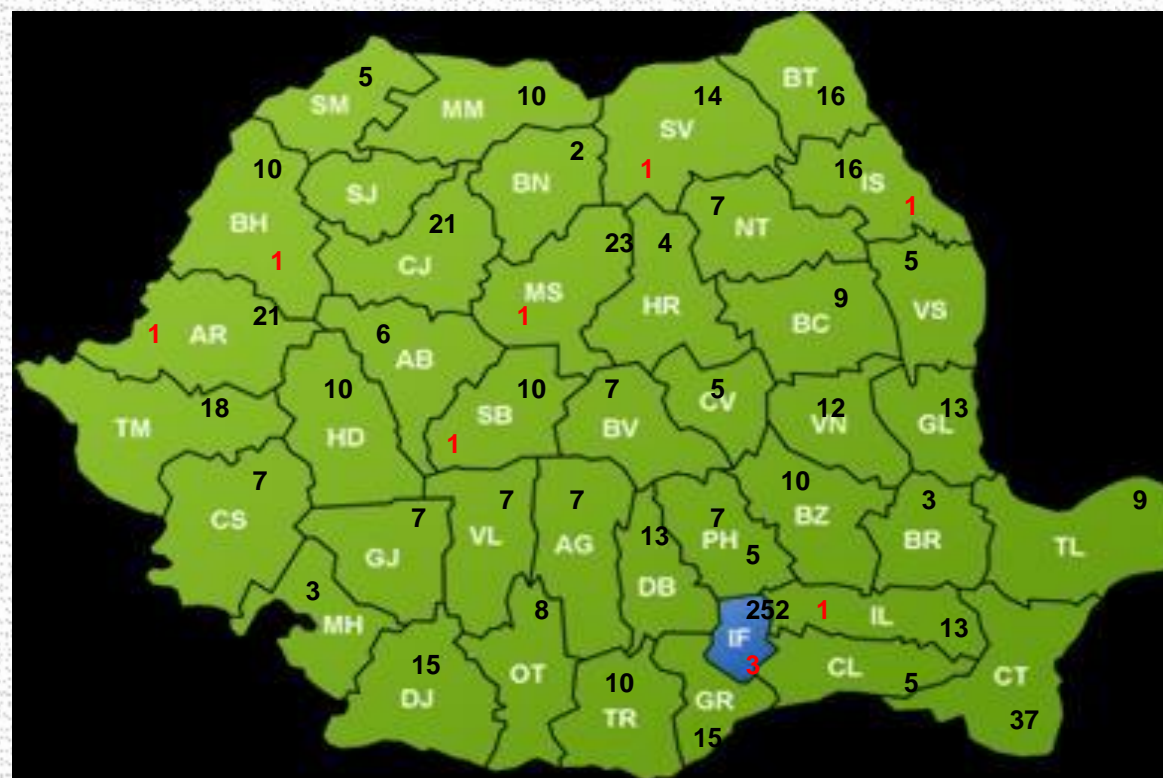 5
SM
MM
10
14
SV
BT
16
10
BH
1
SJ
2
BN
1
16
IS
1
21
CJ
23
MS
1
4
HR
7
NT
5
VS
9
BC
21
1
AR
6
AB
18
TM
10
HD
10
SB
1
7
BV
5
CV
12
VN
13
GL
7
CS
7
GJ
7
VL
7
AG
13
DB
7
PH
5
10
BZ
3
BR
9
TL
3
MH
15
DJ
8
OT
10
TR
252
IF
3
1
IL
13
CL
5
GR
15
CT
37